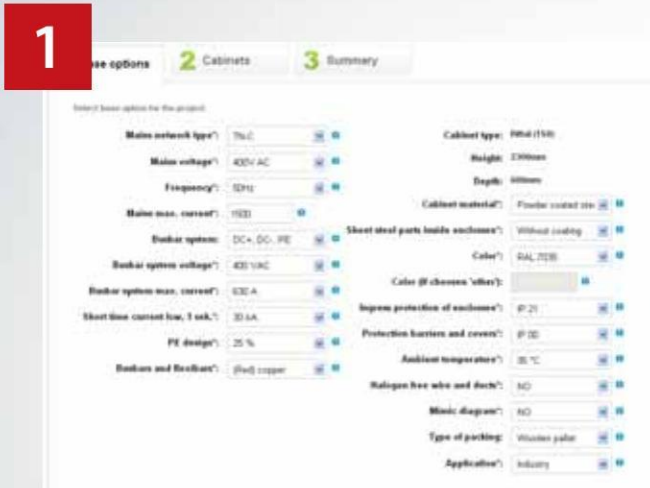 1
se options
2 Cabinets
3 Summary
Select base option for the project:
Mains network type*: TN-C
Mains voltage*: 400V AC
Frequency*: 50Hz
Mains max. current*: 1500
Busbar system: DC+, DC-, PE
Busbar system voltage*: 400 VAC
Busbar system max. current*: 630 A
Short time current Icw, 1 sek.*: 30 kA
PE design*: 25 %
Busbars and flexibars*: (Red) copper
Cabinet type: Rittal (TS8)
Height:
Depth: 600mm
Cabinet material*: Powder coated ste
Sheet steel parts inside enclosure*: Without coating
Color*: RAL 7035
Color (if choosen 'other'):
Ingress protection of enclosure*: IP 21
Protection barriers and covers*: IP 00
Ambient temperature*: 35 °C
Halogen free wire and ducts*: NO
Mimic diagram*: NO
Type of packing: Wooden pallet
Application*: Industry